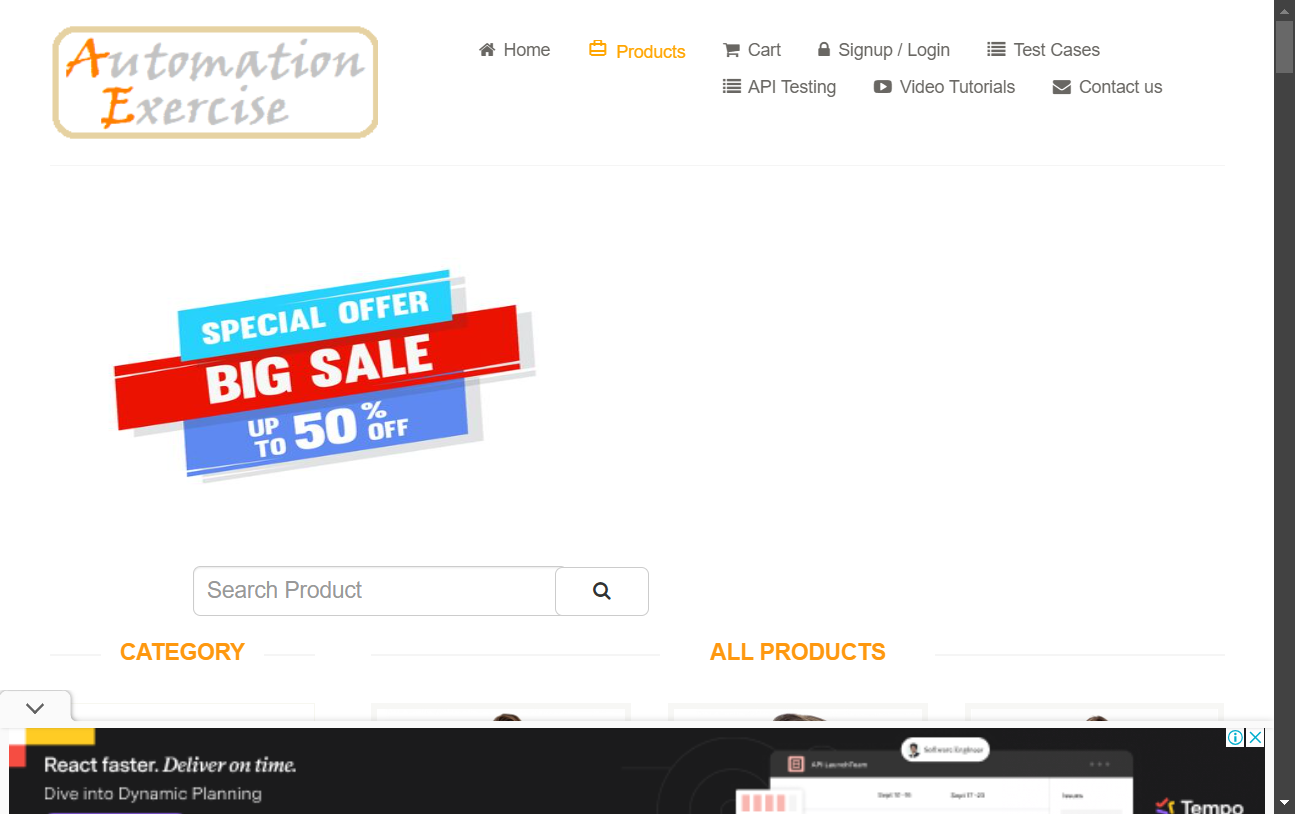 Automation
Exercise
Home
Products
Cart
Signup / Login
Test Cases
API Testing
Video Tutorials
Contact us
SPECIAL OFFER
BIG SALE
UP TO 50% OFF
Search Product
CATEGORY
ALL PRODUCTS
React faster. Deliver on time.
Dive into Dynamic Planning
Software Engineer
API LaunchTeam
Sept 10 -16
Sept 17 -23
Issues
Tempo